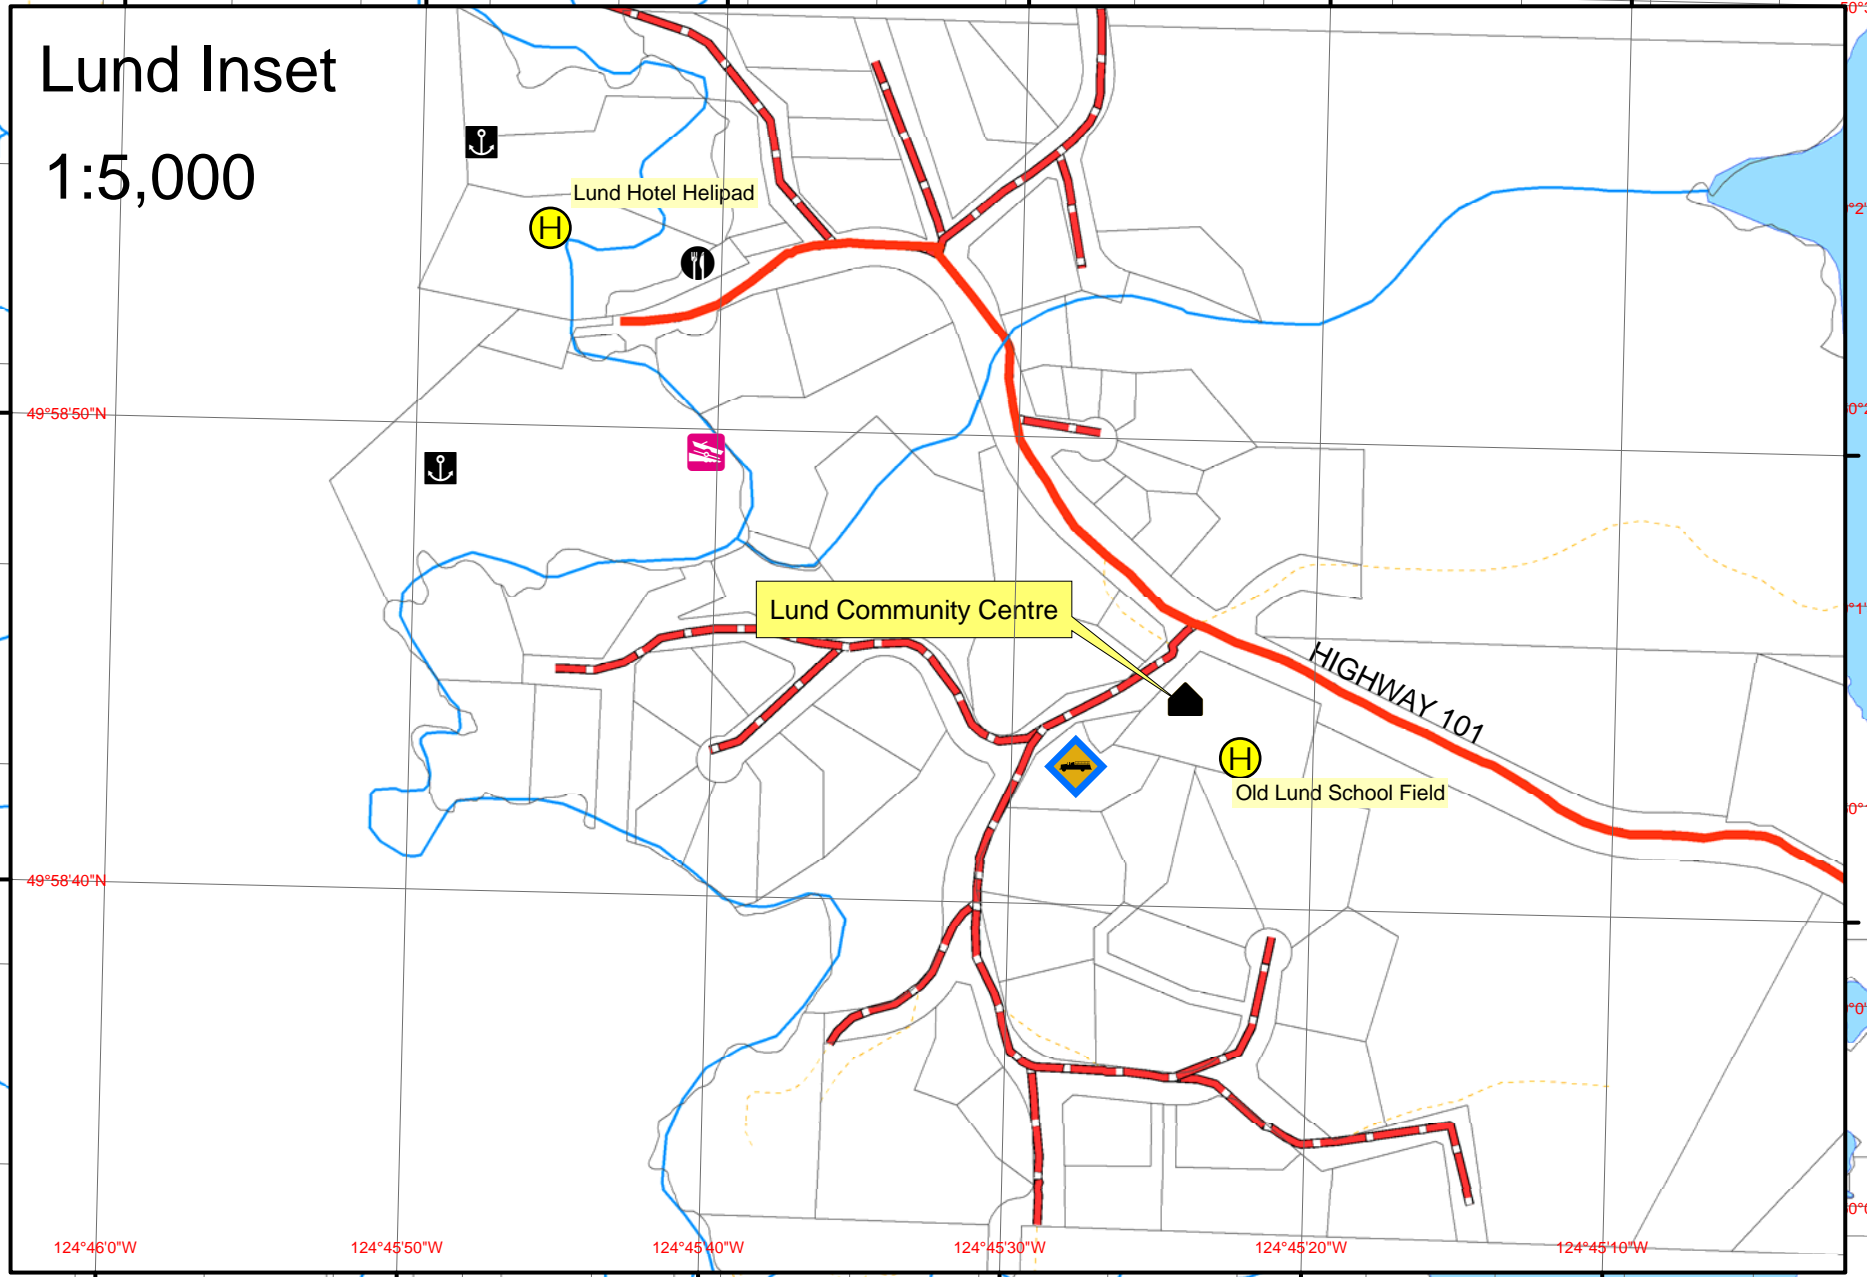 Lund Inset
1:5,000
Lund Hotel Helipad
H
49°58'50"N
Lund Community Centre
HIGHWAY 101
H
Old Lund School Field
49°58'40"N
124°46'0"W
124°45'50"W
124°45'40"W
124°45'30"W
124°45'20"W
124°45'10"W